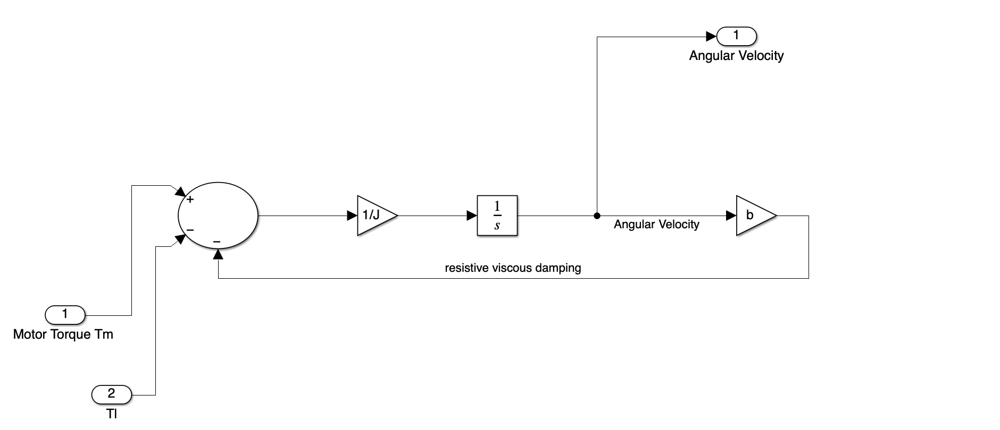 1
Angular Velocity
+
−
−
1/J
1
s
Angular Velocity
b
resistive viscous damping
1
Motor Torque Tm
2
Tl